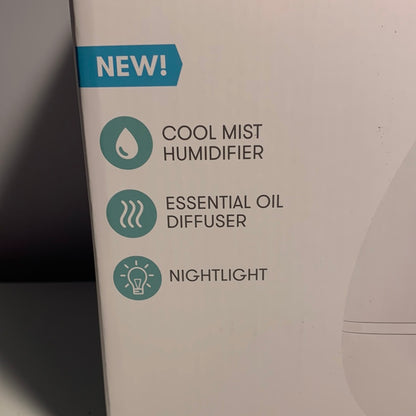 NEW!
COOL MIST
HUMIDIFIER
ESSENTIAL OIL
DIFFUSER
NIGHTLIGHT